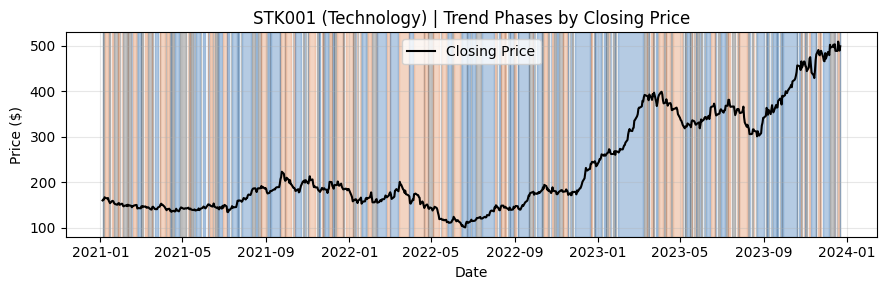 STK001 (Technology) | Trend Phases by Closing Price
Closing Price
Price ($)
500
400
300
200
100
2021-01 2021-05 2021-09 2022-01 2022-05 2022-09 2023-01 2023-05 2023-09 2024-01
Date